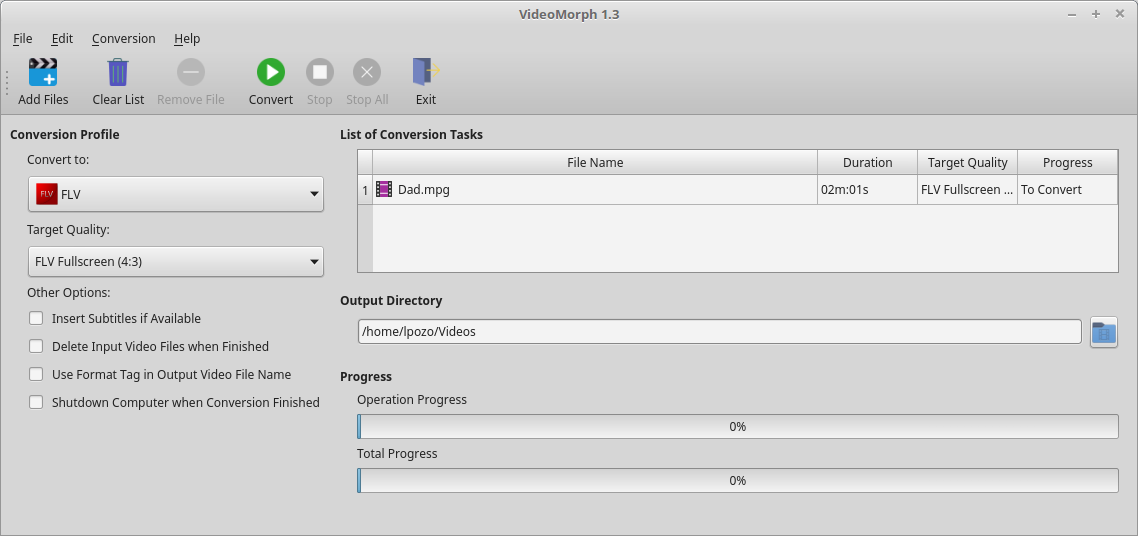 VideoMorph 1.3
File Edit Conversion Help
Add Files Clear List Remove File Convert Stop Stop All Exit
Conversion Profile
Convert to:
FLV FLV
Target Quality:
FLV Fullscreen (4:3)
Other Options:
Insert Subtitles if Available
Delete Input Video Files when Finished
Use Format Tag in Output Video File Name
Shutdown Computer when Conversion Finished
List of Conversion Tasks
File Name Duration Target Quality Progress
1 Dad.mpg 02m:01s FLV Fullscreen ... To Convert
Output Directory
/home/lpozo/Videos
Progress
Operation Progress
0%
Total Progress
0%